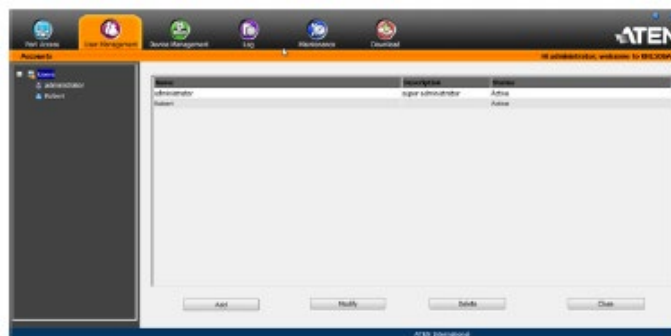 Port Access
User Management
Device Management
Log
Maintenance
Download
ATEN
Accounts
Hi administrator, welcome to
Users
administrator
Robert
Name
Description
Status
administrator
super administrator
Active
Robert
Active
Add
Modify
Delete
ATEN International